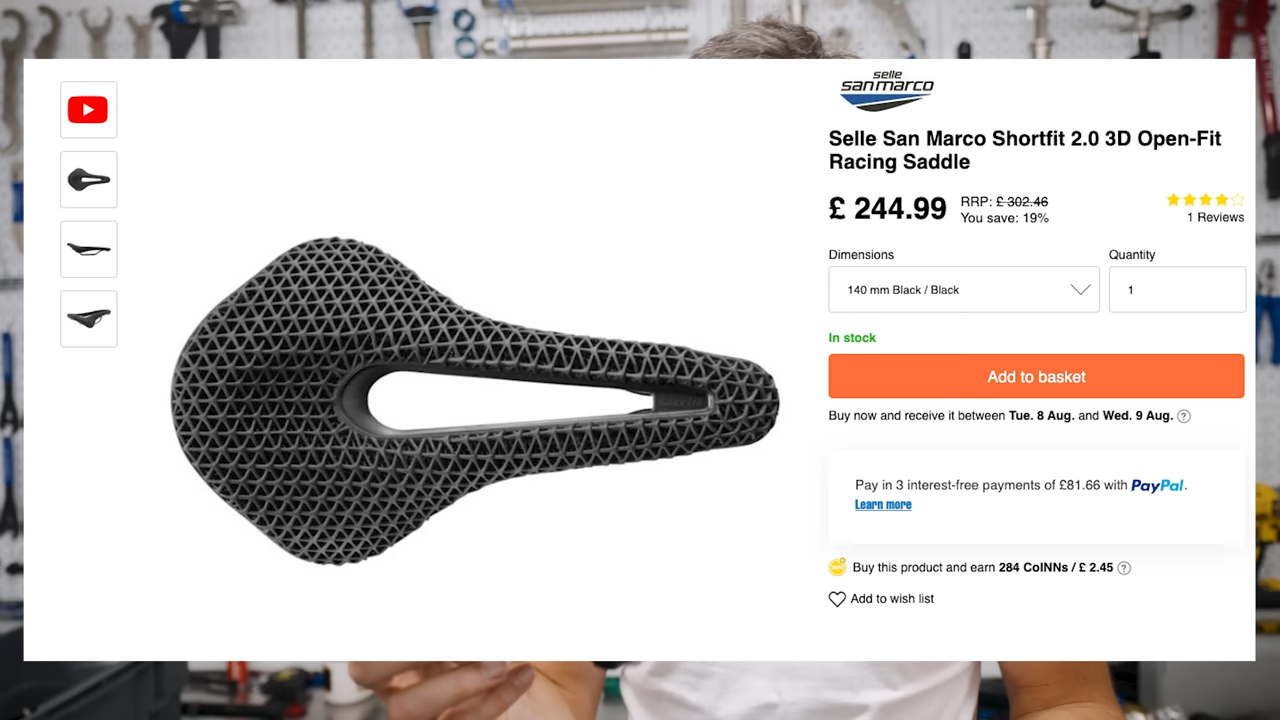 selle
sanmarco
Selle San Marco Shortfit 2.0 3D Open-Fit
Racing Saddle
£ 244.99
RRP: £ 302.46
You save: 19%
1 Reviews
Dimensions
Quantity
140 mm Black / Black
1
In stock
Add to basket
Buy now and receive it between Tue. 8 Aug. and Wed. 9 Aug. ?
Pay in 3 interest-free payments of £81.66 with PayPal.
Learn more
Buy this product and earn 284 CoINNs / £ 2.45 ?
Add to wish list